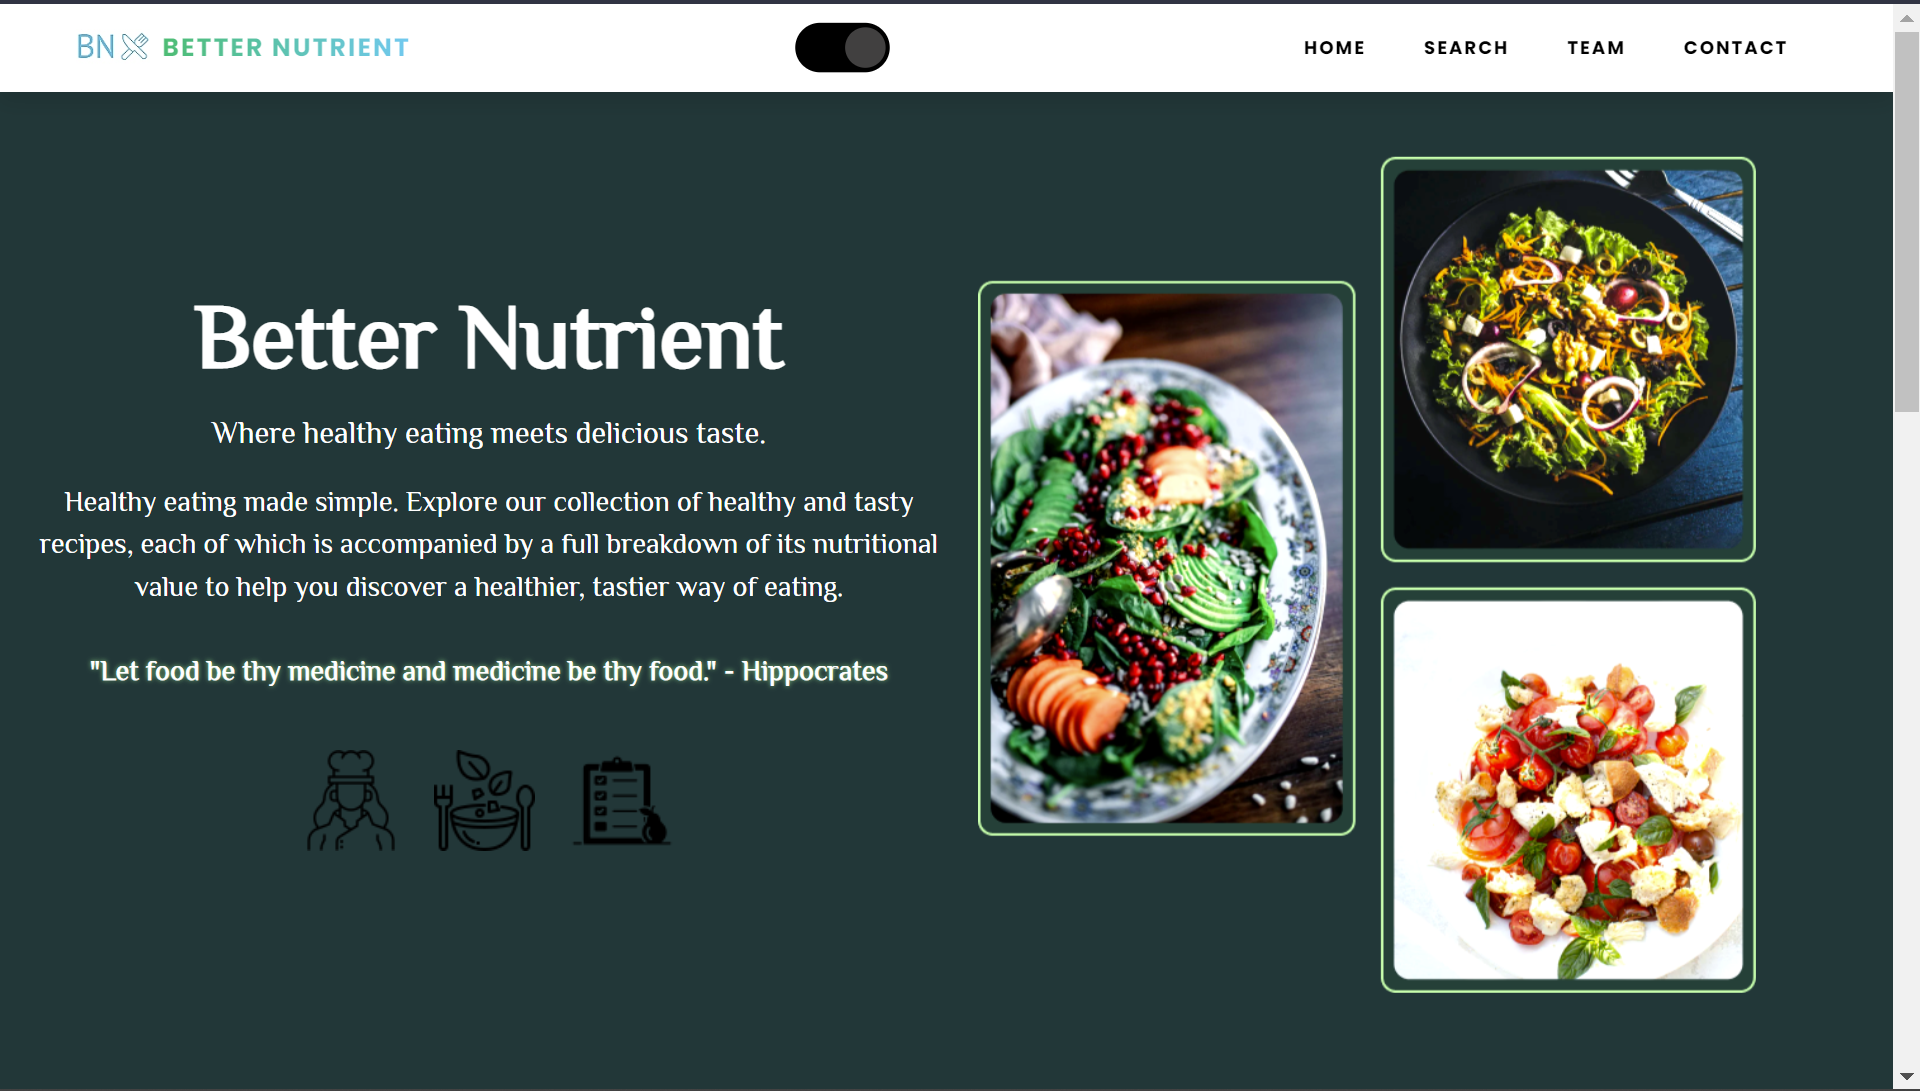 BN BETTER NUTRIENT
HOME SEARCH TEAM CONTACT
Better Nutrient
Where healthy eating meets delicious taste.
Healthy eating made simple. Explore our collection of healthy and tasty
recipes, each of which is accompanied by a full breakdown of its nutritional
value to help you discover a healthier, tastier way of eating.
"Let food be thy medicine and medicine be thy food." - Hippocrates